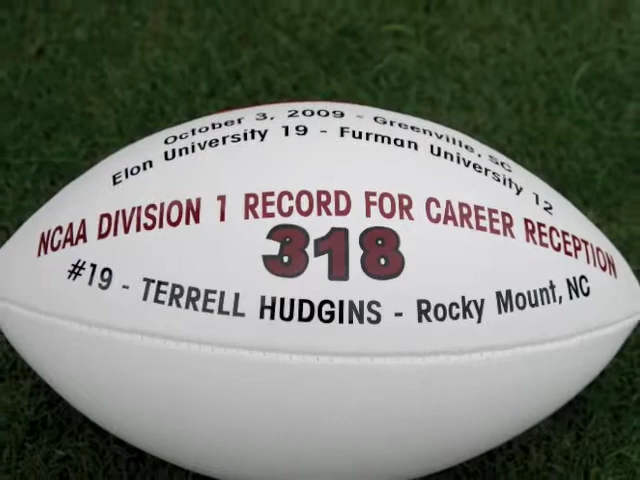 October 3, 2009 - Greenville, SC
Elon University 19 - Furman University 12
NCAA DIVISION 1 RECORD FOR CAREER RECEPTION
318
#19 - TERRELL HUDGINS - Rocky Mount, NC